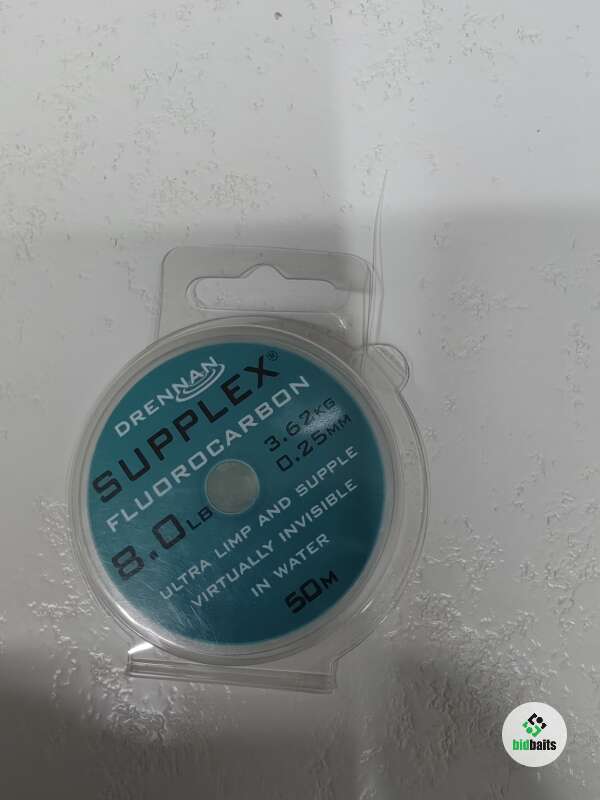 DRENNAN
SUPPLEX®
FLUOROCARBON
8.0LB
3.62KG
0.25MM
ULTRA LIMP AND SUPPLE
VIRTUALLY INVISIBLE
IN WATER
50M
bidbaits